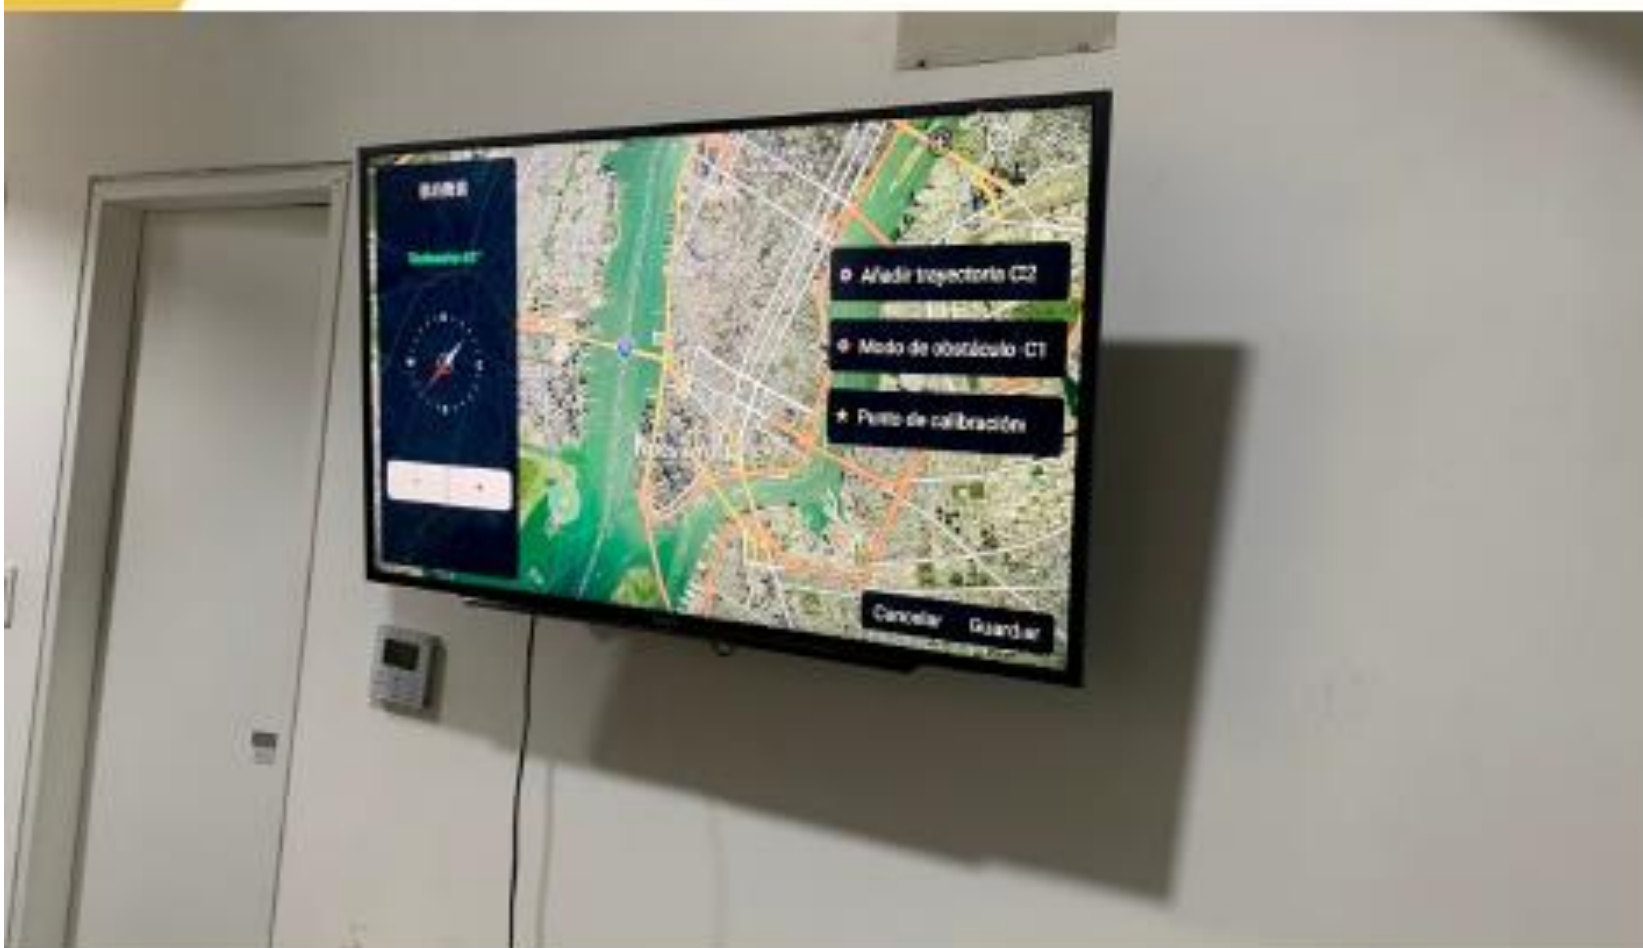 Añadir trayectoria C2
Modo de obstáculo C1
Punto de calibración
Cancelar Guardar